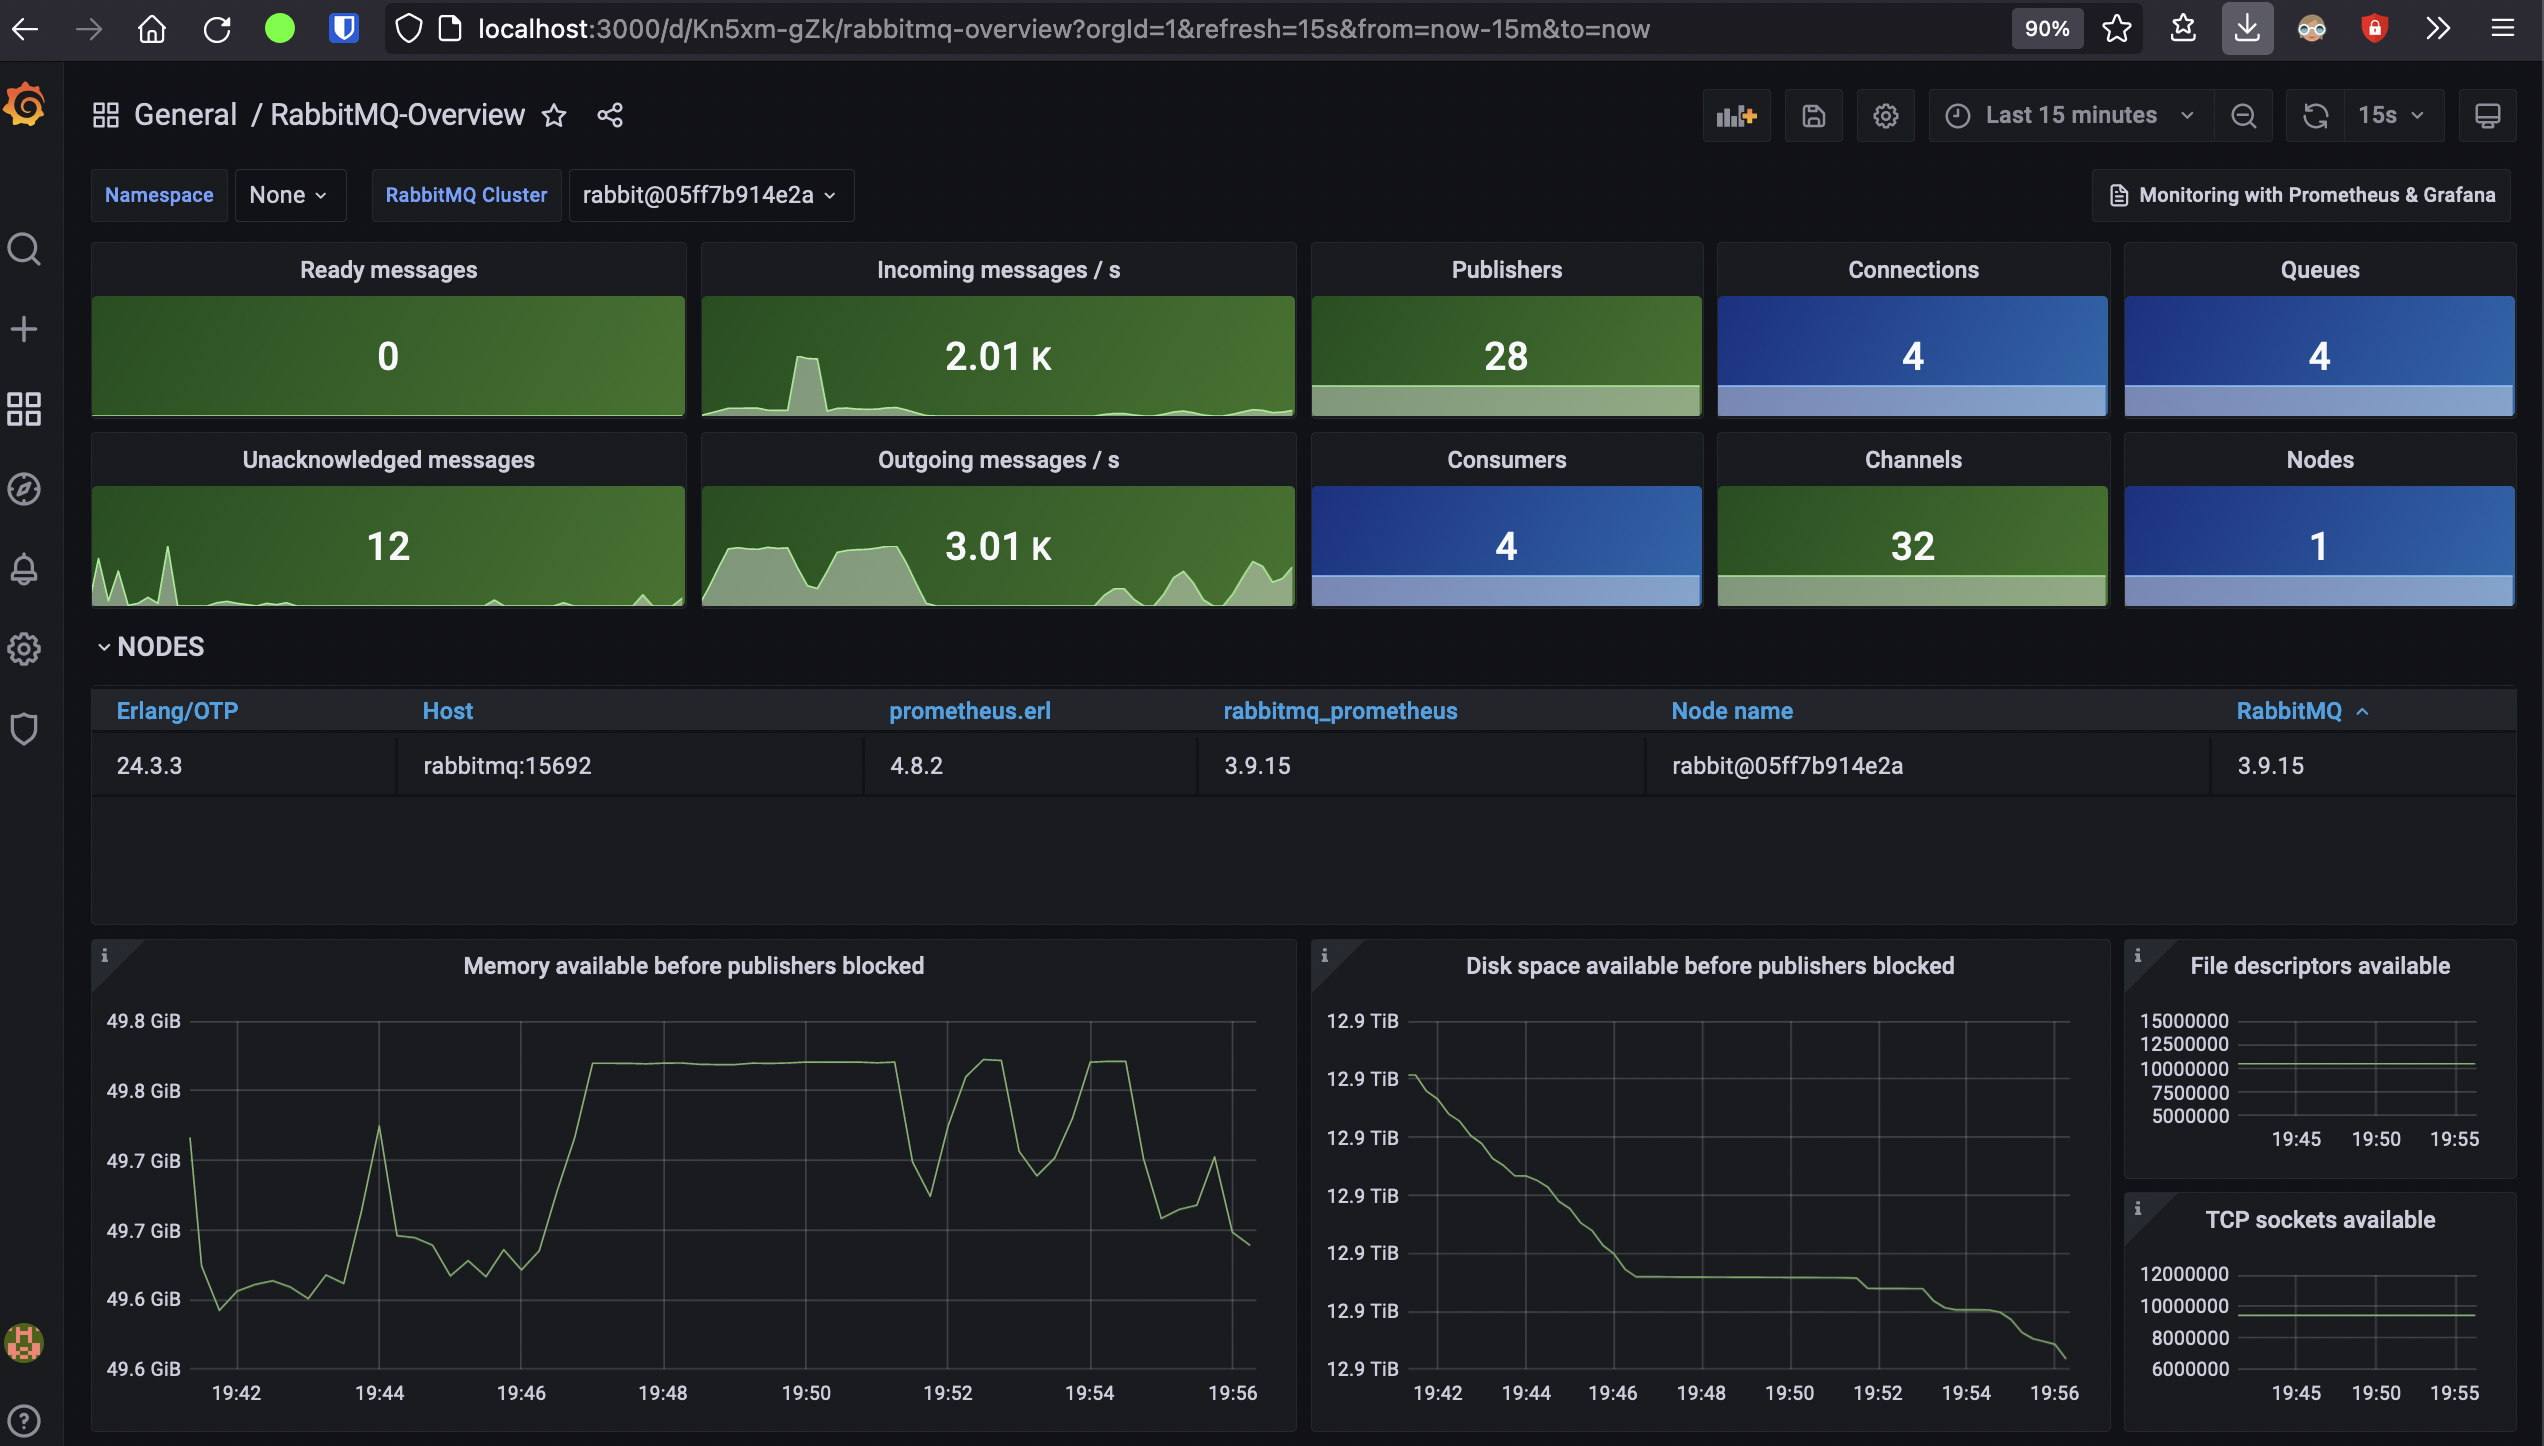 localhost:3000/d/Kn5xm-gZk/rabbitmq-overview?orgId=1&refresh=15s&from=now-15m&to=now
90%
General / RabbitMQ-Overview
Last 15 minutes
15s
Namespace
None
RabbitMQ Cluster
rabbit@05ff7b914e2a
Monitoring with Prometheus & Grafana
Ready messages
0
Incoming messages / s
2.01 K
Publishers
28
Connections
4
Queues
4
Unacknowledged messages
12
Outgoing messages / s
3.01 K
Consumers
4
Channels
32
Nodes
1
NODES
Erlang/OTP Host prometheus.erl rabbitmq_prometheus Node name RabbitMQ
24.3.3 rabbitmq:15692 4.8.2 3.9.15 rabbit@05ff7b914e2a 3.9.15
Memory available before publishers blocked
49.8 GiB
49.8 GiB
49.7 GiB
49.7 GiB
49.6 GiB
49.6 GiB
19:42 19:44 19:46 19:48 19:50 19:52 19:54 19:56
Disk space available before publishers blocked
12.9 TiB
12.9 TiB
12.9 TiB
12.9 TiB
12.9 TiB
12.9 TiB
12.9 TiB
19:42 19:44 19:46 19:48 19:50 19:52 19:54 19:56
File descriptors available
15000000
12500000
10000000
7500000
5000000
19:45 19:50 19:55
TCP sockets available
12000000
10000000
8000000
6000000
19:45 19:50 19:55